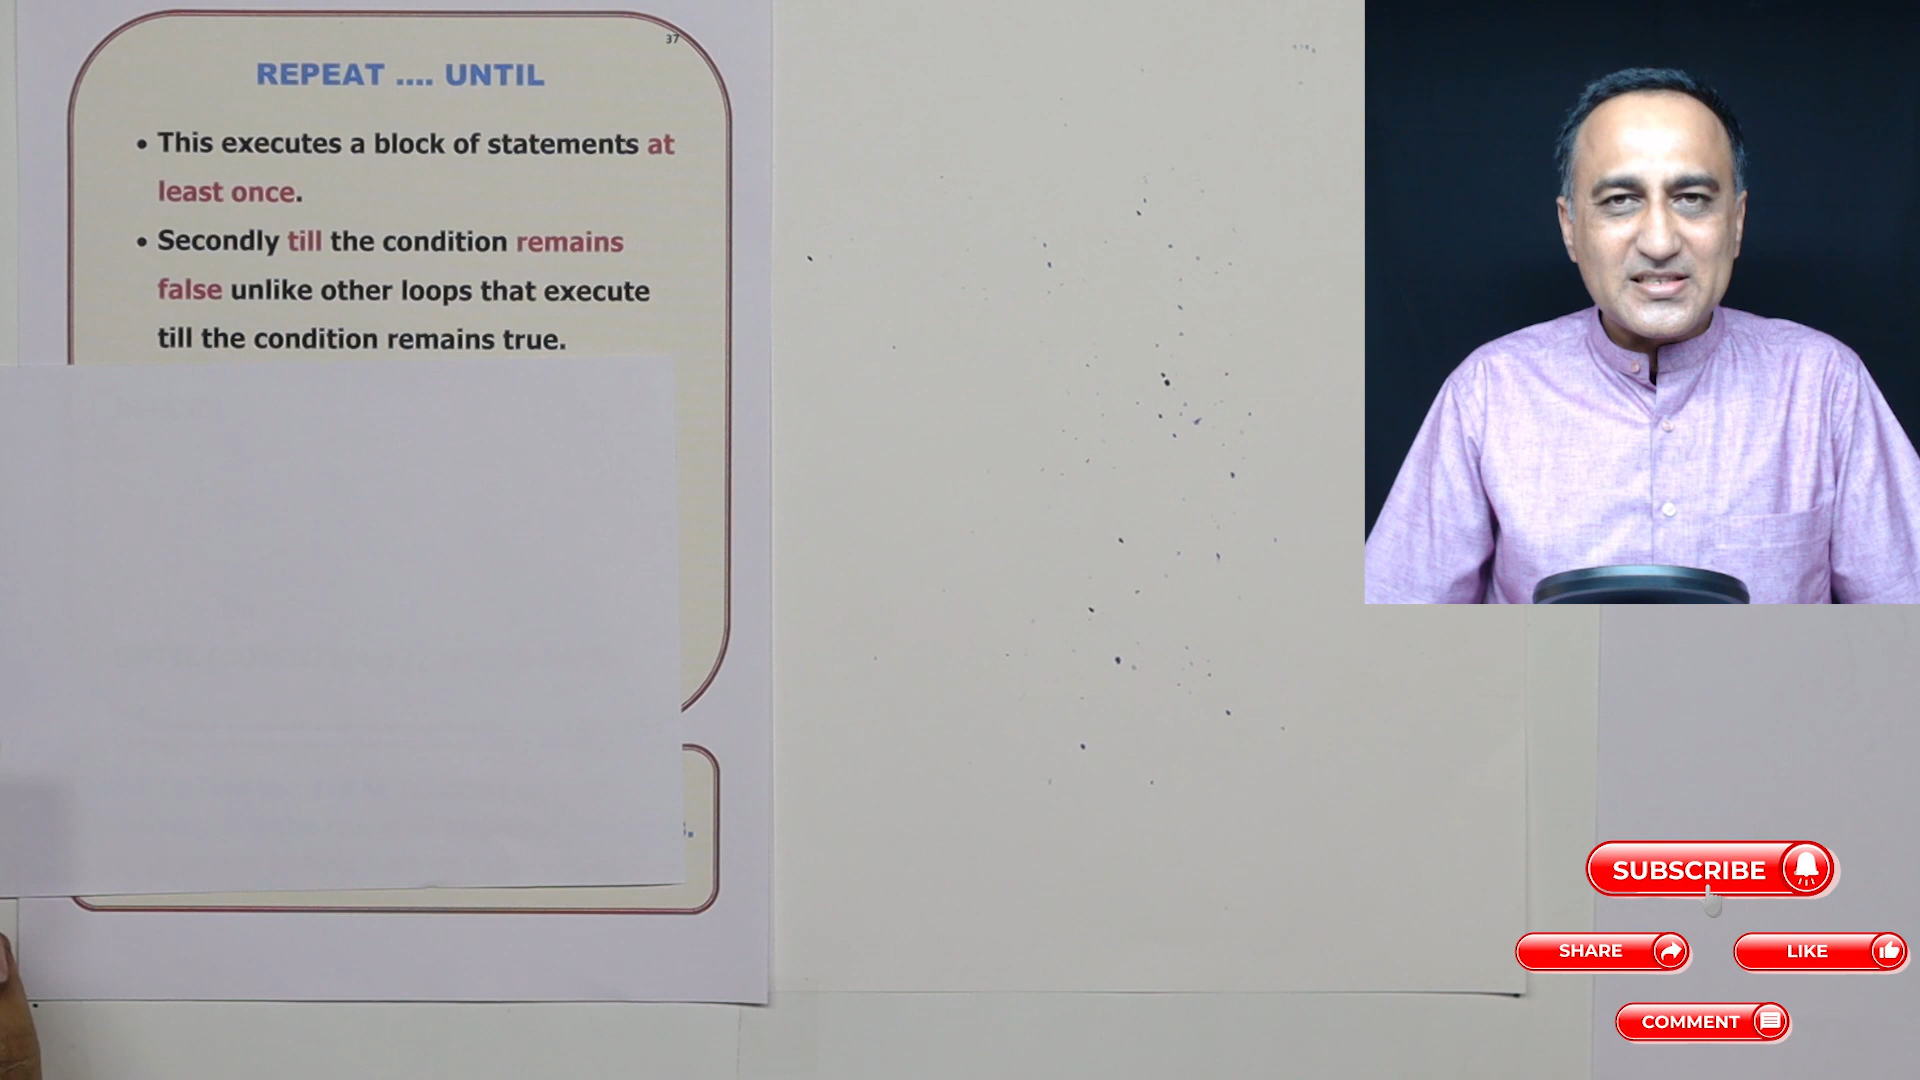 37
REPEAT .... UNTIL
• This executes a block of statements at
least once.
• Secondly till the condition remains
false unlike other loops that execute
till the condition remains true.
SUBSCRIBE
SHARE
LIKE
COMMENT